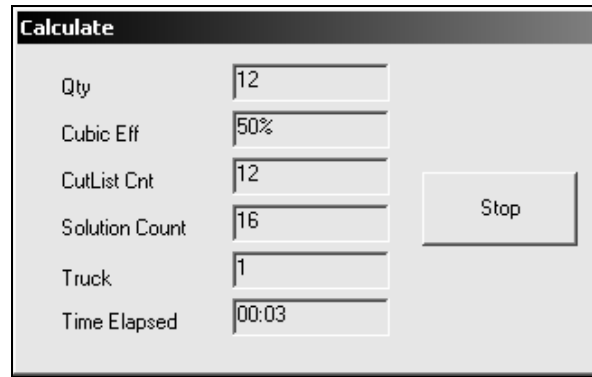 Calculate
Qty 12
Cubic Eff 50%
CutList Cnt 12
Stop
Solution Count 16
Truck 1
Time Elapsed 00:03